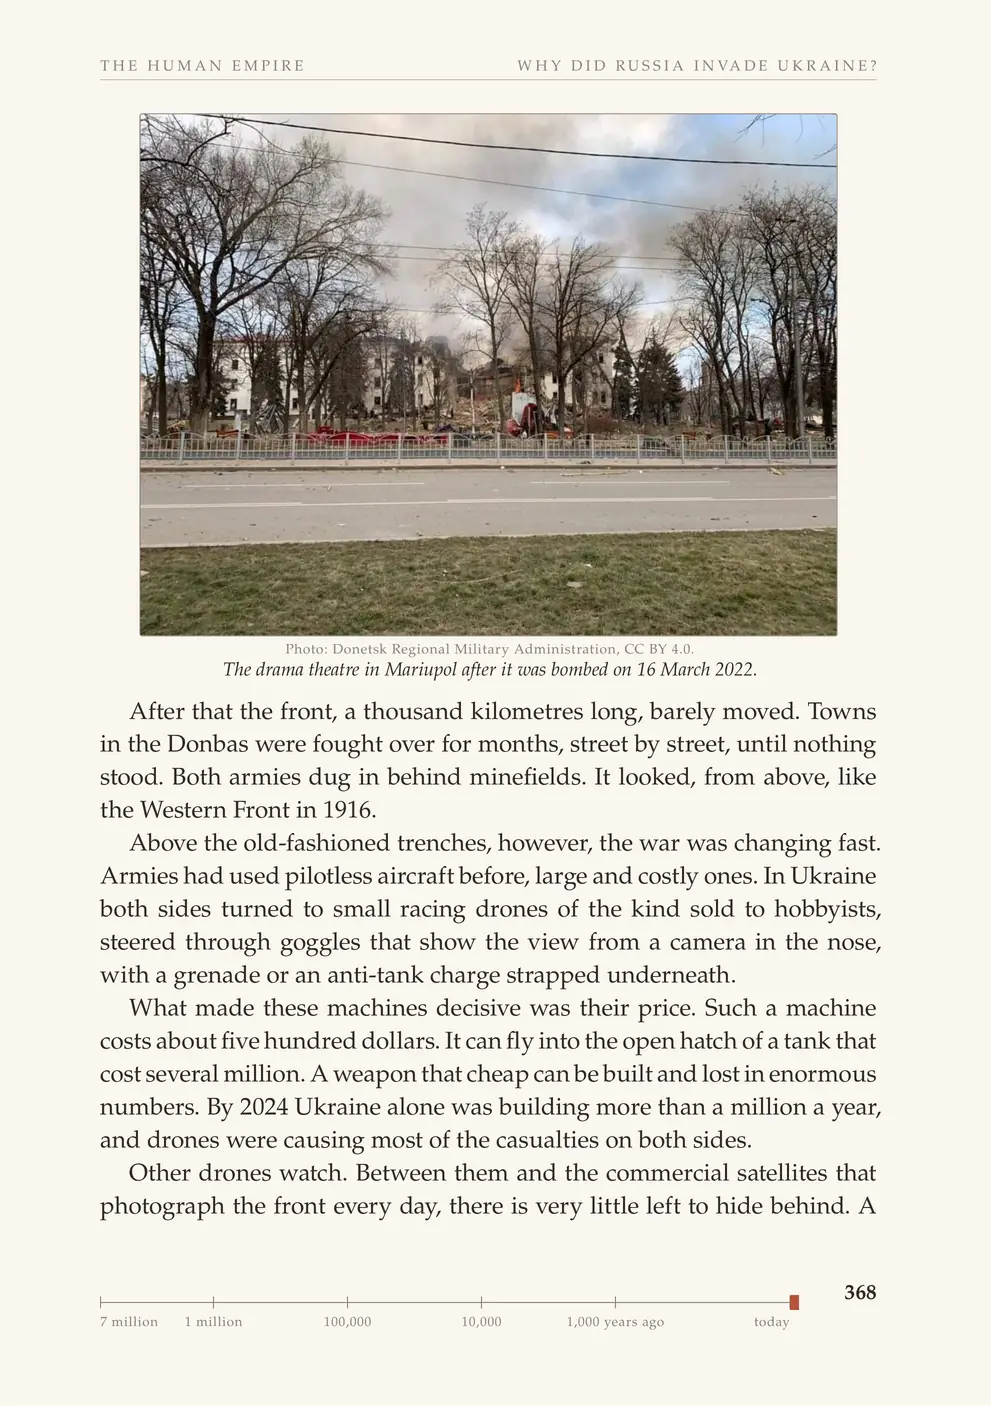 THE HUMAN EMPIRE
WHY DID RUSSIA INVADE UKRAINE?
Photo: Donetsk Regional Military Administration, CC BY 4.0.
The drama theatre in Mariupol after it was bombed on 16 March 2022.
After that the front, a thousand kilometres long, barely moved. Towns
in the Donbas were fought over for months, street by street, until nothing
stood. Both armies dug in behind minefields. It looked, from above, like
the Western Front in 1916.
Above the old-fashioned trenches, however, the war was changing fast.
Armies had used pilotless aircraft before, large and costly ones. In Ukraine
both sides turned to small racing drones of the kind sold to hobbyists,
steered through goggles that show the view from a camera in the nose,
with a grenade or an anti-tank charge strapped underneath.
What made these machines decisive was their price. Such a machine
costs about five hundred dollars. It can fly into the open hatch of a tank that
cost several million. A weapon that cheap can be built and lost in enormous
numbers. By 2024 Ukraine alone was building more than a million a year,
and drones were causing most of the casualties on both sides.
Other drones watch. Between them and the commercial satellites that
photograph the front every day, there is very little left to hide behind. A
368
7 million
1 million
100,000
10,000
1,000 years ago
today